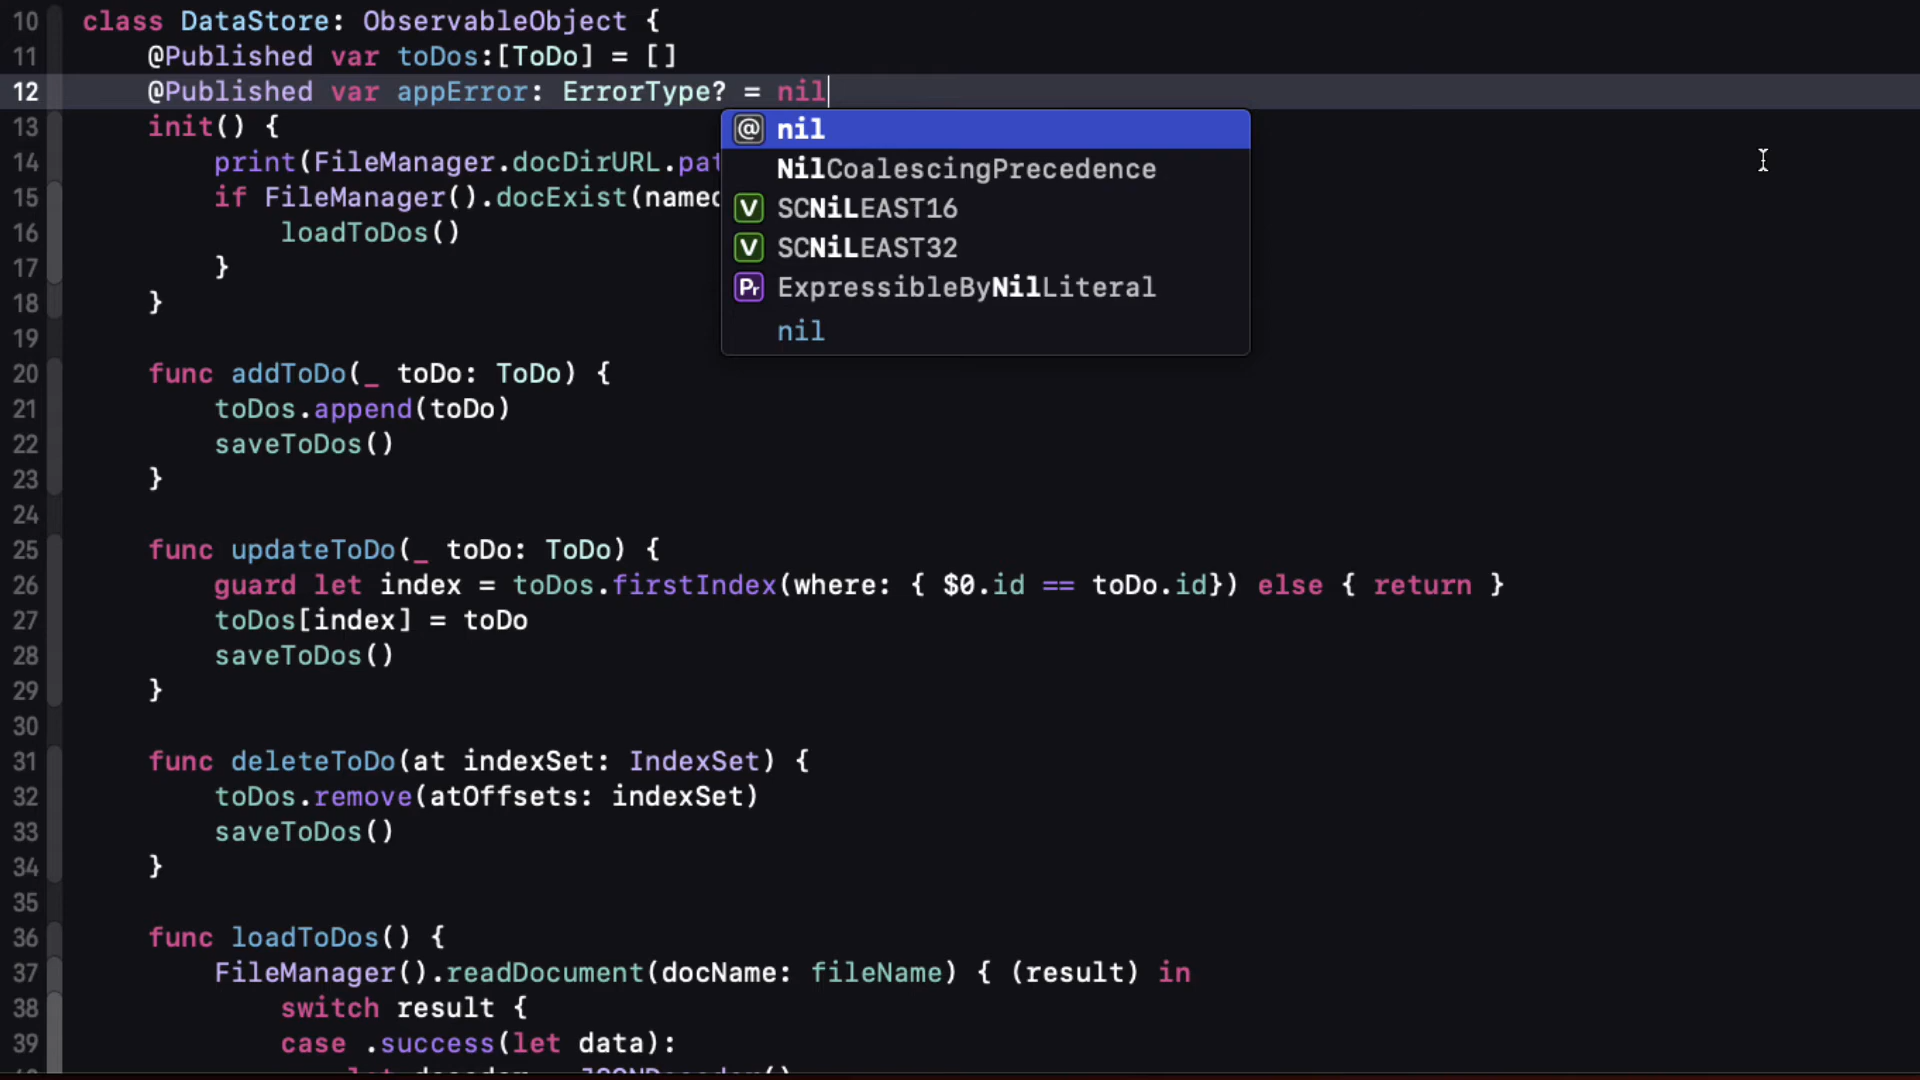 10 class DataStore: ObservableObject {
11 @Published var toDos:[ToDo] = []
12 @Published var appError: ErrorType? = nil
@ nil
NilCoalescingPrecedence
V SCNiLEAST16
V SCNiLEAST32
Pr ExpressibleByNilLiteral
nil
13 init() {
14 print(FileManager.docDirURL.pat
15 if FileManager().docExist(named
16 loadToDos()
17 }
18 }
19
20 func addToDo(_ toDo: ToDo) {
21 toDos.append(toDo)
22 saveToDos()
23 }
24
25 func updateToDo(_ toDo: ToDo) {
26 guard let index = toDos.firstIndex(where: { $0.id == toDo.id}) else { return }
27 toDos[index] = toDo
28 saveToDos()
29 }
30
31 func deleteToDo(at indexSet: IndexSet) {
32 toDos.remove(atOffsets: indexSet)
33 saveToDos()
34 }
35
36 func loadToDos() {
37 FileManager().readDocument(docName: fileName) { (result) in
38 switch result {
39 case .success(let data):